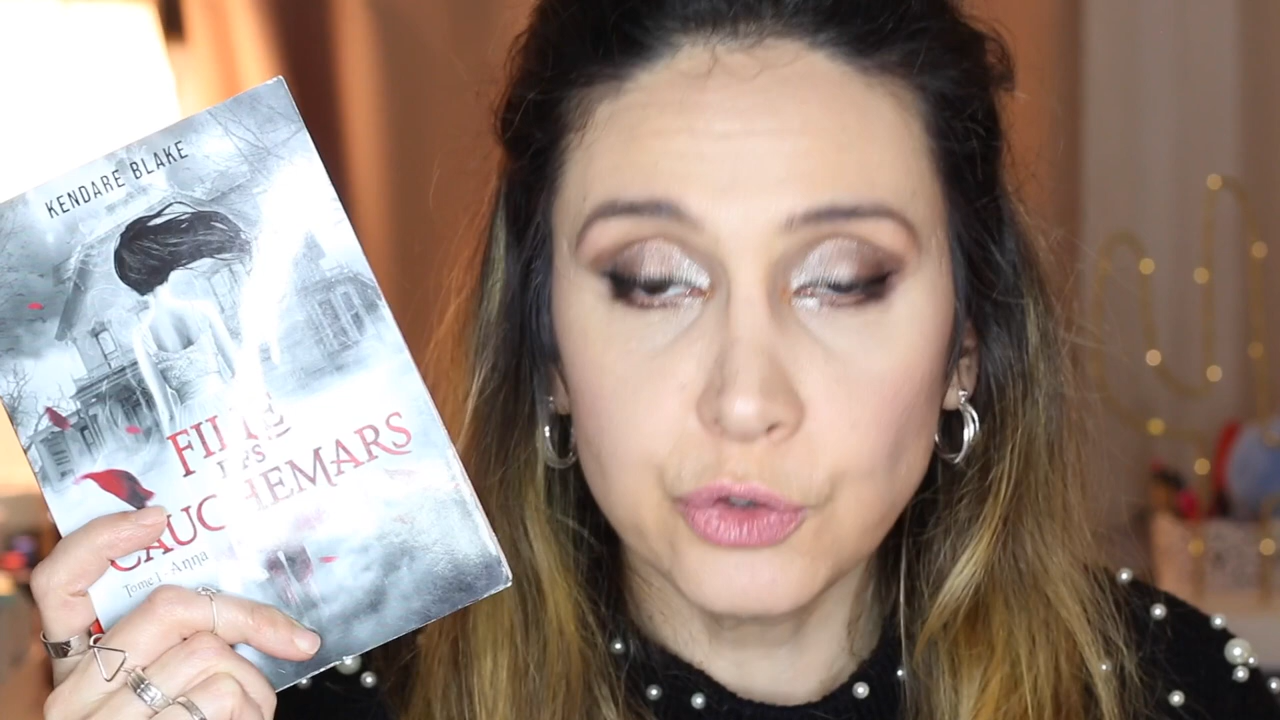 KENDARE BLAKE
FILLE
DES
CAUCHEMARS
Tome 1 - Anna